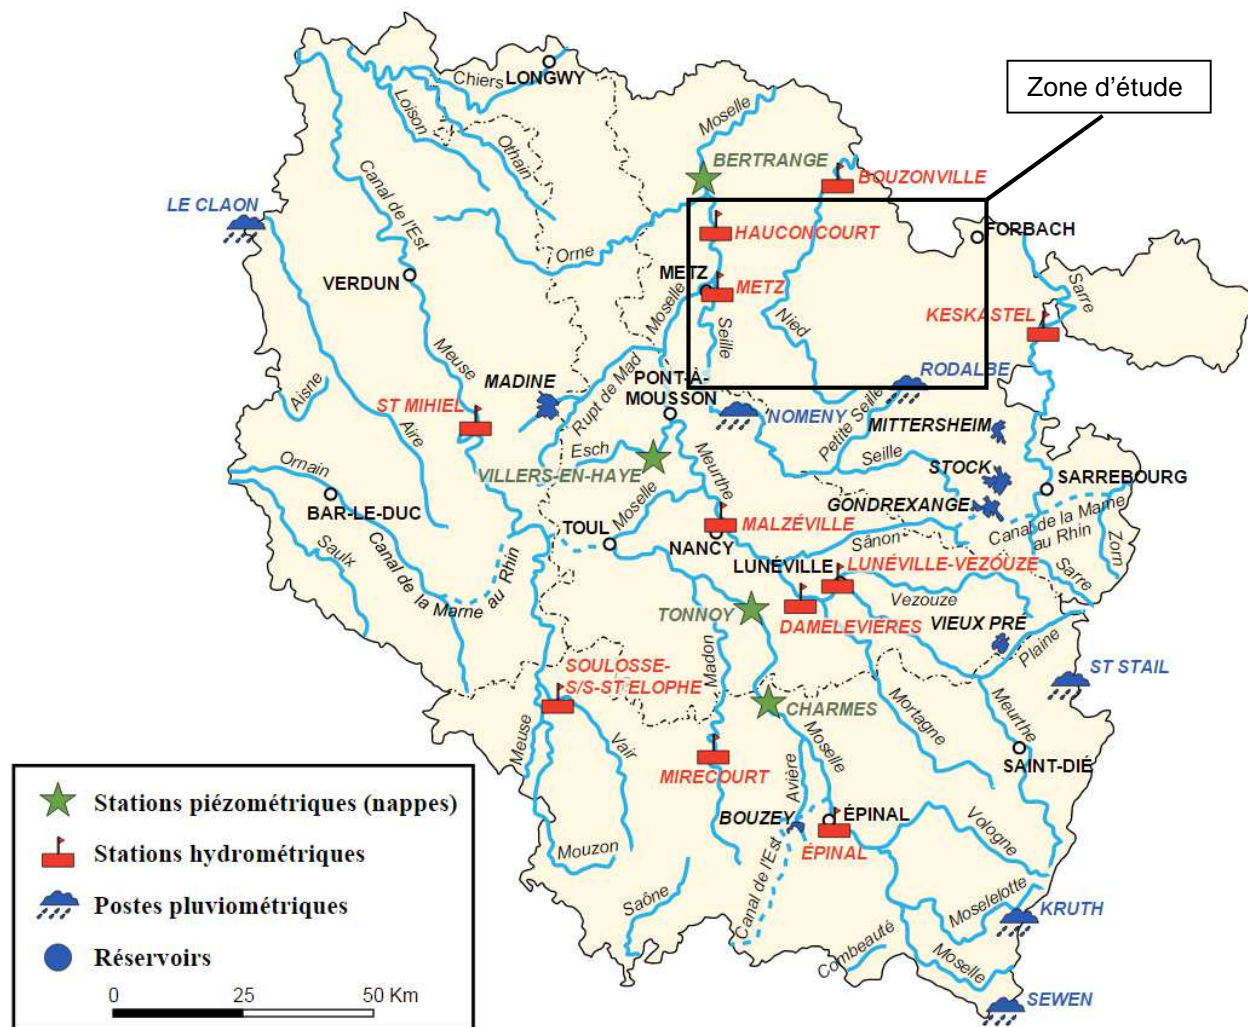 Zone d'étude
Chiers
LONGWY
Loison
Othain
Moselle
BERTRANGE
BOUZONVILLE
LE CLAON
Canal de l'Est
HAUCONCOURT
FORBACH
Orne
VERDUN
METZ
METZ
Moselle
Seille
Nied
Sarre
KESKASTEL
Meuse
MADINE
Rupt de Mad
PONT-À-
MOUSSON
RODALBE
Aisne
ST MIHIEL
NOMENY
Petite Seille
MITTERSHEIM
Aire
Esch
VILLERS-EN-HAYE
Meurthe
Seille
STOCK
SARREBOURG
Ornain
BAR-LE-DUC
Moselle
GONDREXANGE
Canal de la Marne
au Rhin
MALZÉVILLE
TOUL
NANCY
Sânon
Zorn
Saulx
Canal de la Marne au Rhin
LUNÉVILLE
LUNÉVILLE-VEZOUZE
Vezouze
Sarre
TONNOY
DAMELEVIÈRES
VIEUX PRÉ
Plaine
SOULOSSE-
S/S-ST ELOPHE
Madon
ST STAIL
CHARMES
Mortagne
Meurthe
Meuse
Vair
MIRECOURT
Moselle
Avière
SAINT-DIÉ
BOUZEY
ÉPINAL
ÉPINAL
Vologne
Mouzon
Canal de l'Est
Saône
Moselotte
KRUTH
Combeauté
Moselle
SEWEN
Stations piézométriques (nappes)
Stations hydrométriques
Postes pluviométriques
Réservoirs
0 25 50 Km